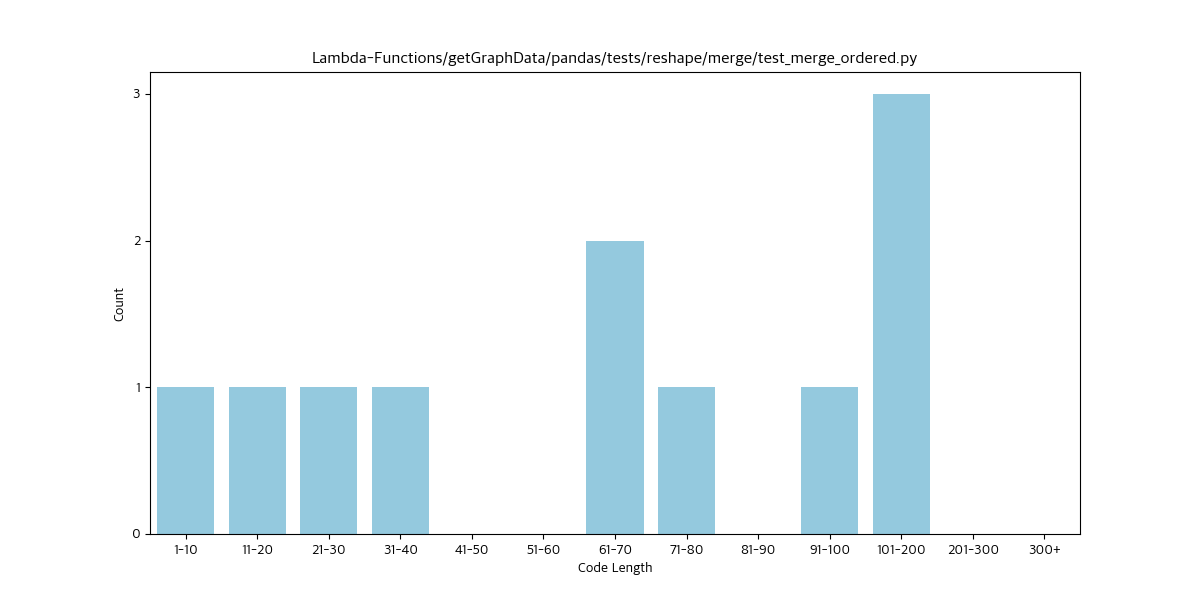 Lambda-Functions/getGraphData/pandas/tests/reshape/merge/test_merge_ordered.py
3
2
1
0
Count
1-10 11-20 21-30 31-40 41-50 51-60 61-70 71-80 81-90 91-100 101-200 201-300 300+
Code Length